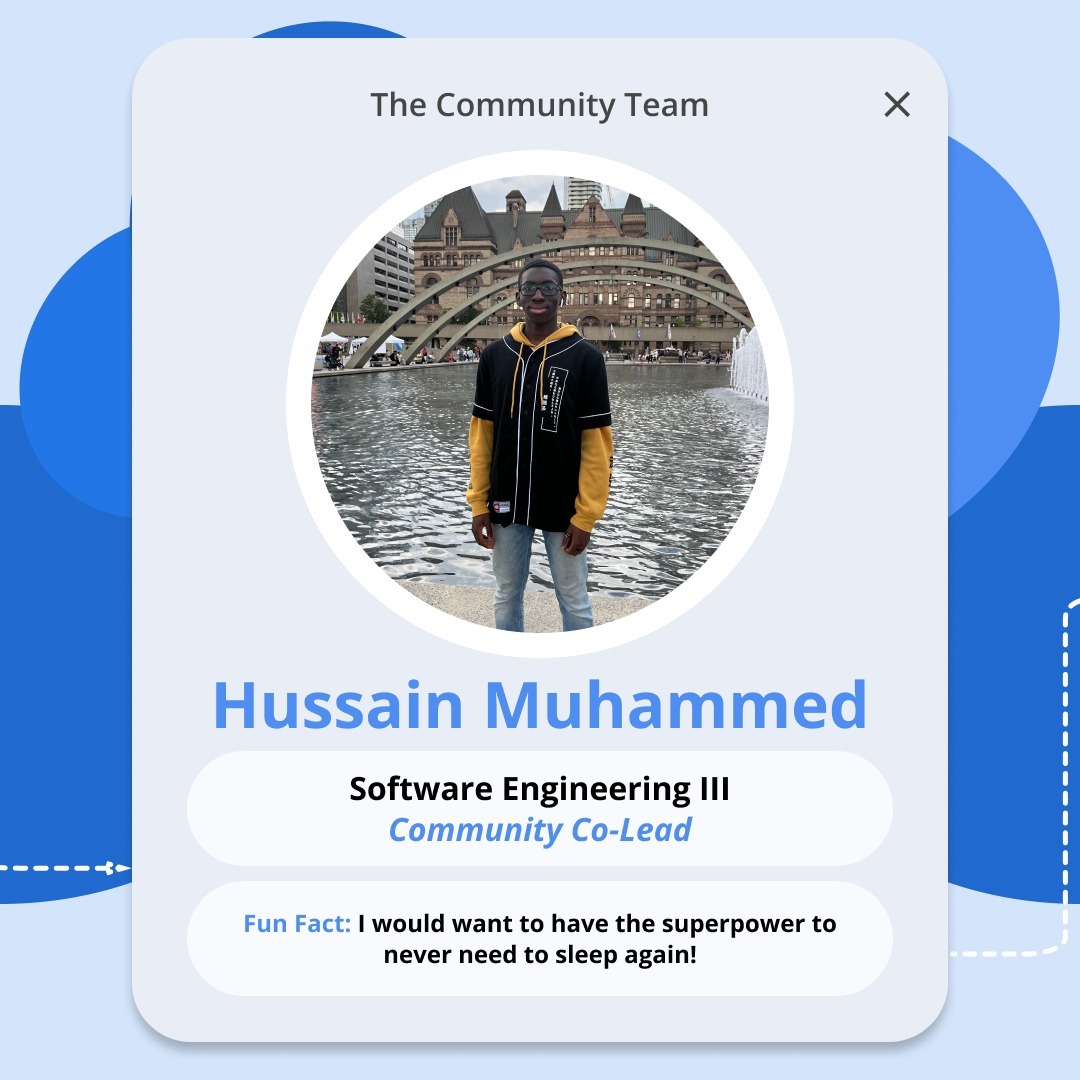 The Community Team
Hussain Muhammed
Software Engineering III
Community Co-Lead
Fun Fact: I would want to have the superpower to
never need to sleep again!